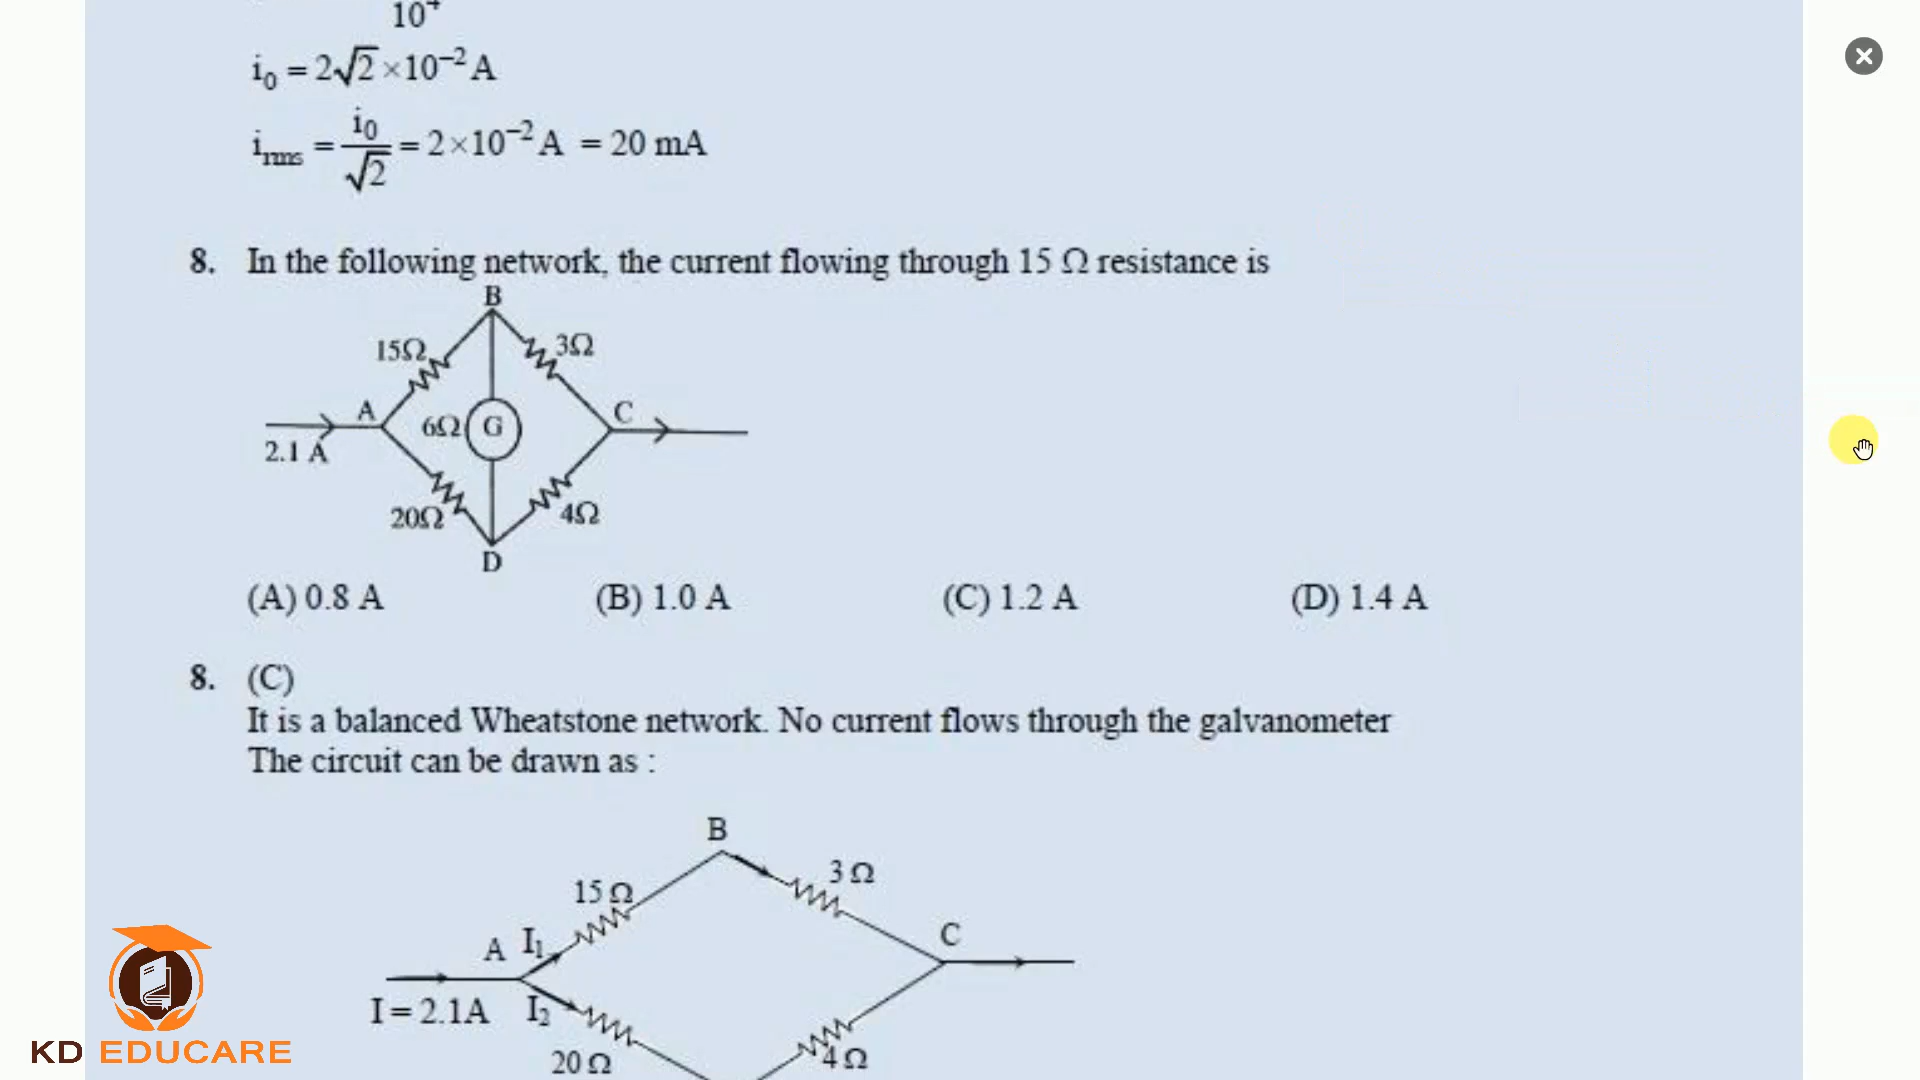 10⁴
i₀ = 2√2 ×10⁻² A
iᵣₘₛ = i₀/√2 = 2×10⁻² A = 20 mA
8. In the following network, the current flowing through 15 Ω resistance is
B
15Ω 3Ω
A 6Ω G C
2.1 A
20Ω 4Ω
D
(A) 0.8 A (B) 1.0 A (C) 1.2 A (D) 1.4 A
8. (C)
It is a balanced Wheatstone network. No current flows through the galvanometer
The circuit can be drawn as :
B
15 Ω 3 Ω
A I₁ C
I = 2.1A I₂
20 Ω 4 Ω
KD EDUCARE